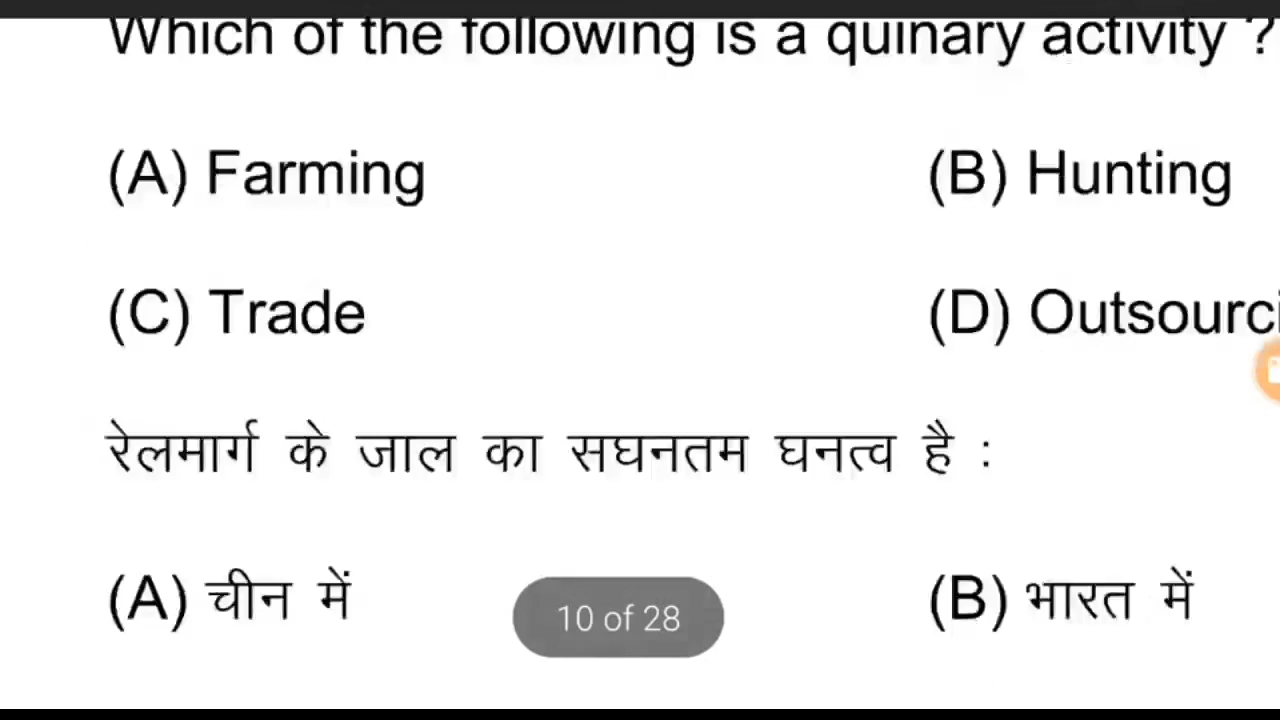 Which of the following is a quinary activity ?
(A) Farming (B) Hunting
(C) Trade (D) Outsourci
रेलमार्ग के जाल का सघनतम घनत्व है :
(A) चीन में (B) भारत में
10 of 28